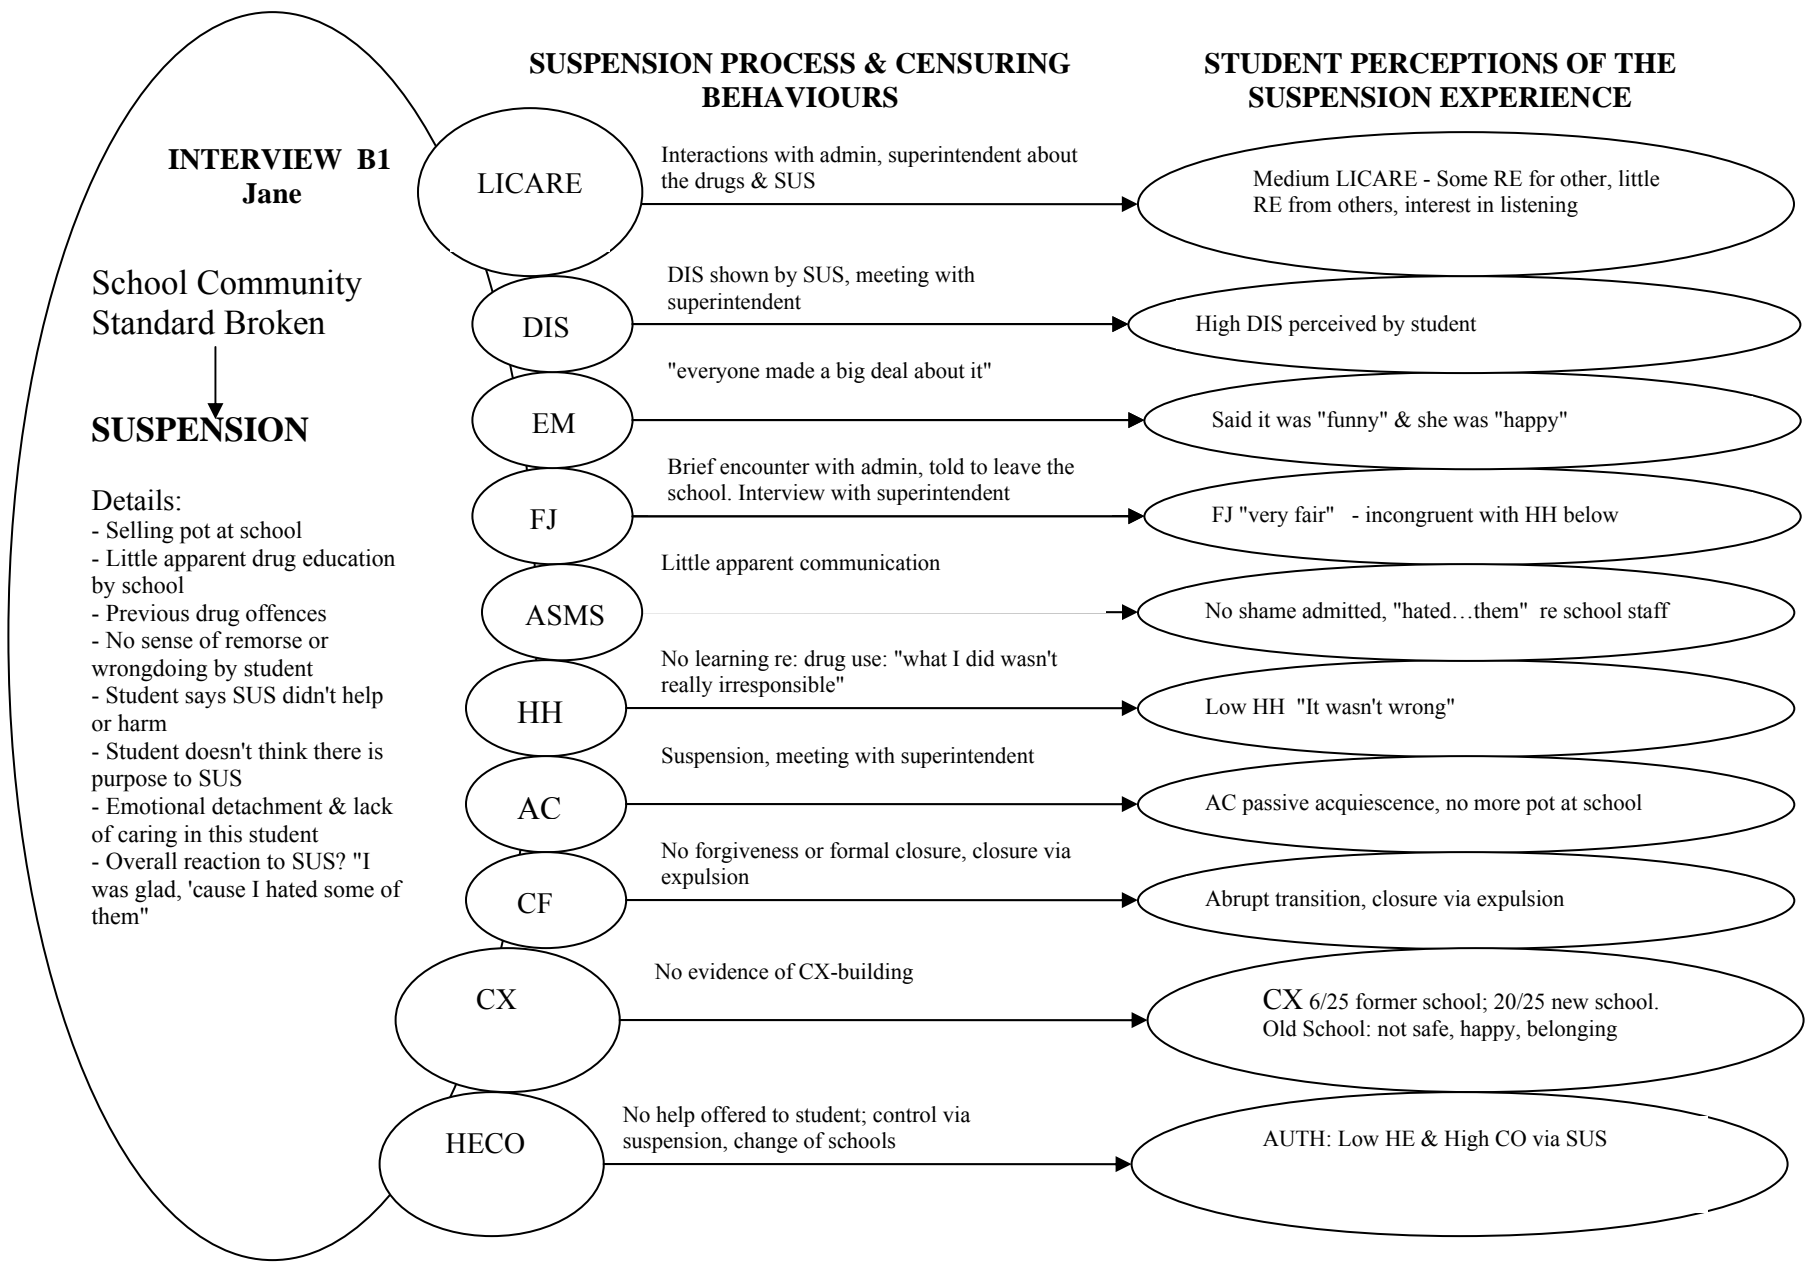 SUSPENSION PROCESS & CENSURING
BEHAVIOURS
STUDENT PERCEPTIONS OF THE
SUSPENSION EXPERIENCE
INTERVIEW B1
Jane
School Community
Standard Broken
SUSPENSION
Details:
- Selling pot at school
- Little apparent drug education
by school
- Previous drug offences
- No sense of remorse or
wrongdoing by student
- Student says SUS didn't help
or harm
- Student doesn't think there is
purpose to SUS
- Emotional detachment & lack
of caring in this student
- Overall reaction to SUS? "I
was glad, 'cause I hated some of
them"
LICARE
Interactions with admin, superintendent about
the drugs & SUS
Medium LICARE - Some RE for other, little
RE from others, interest in listening
DIS
DIS shown by SUS, meeting with
superintendent
High DIS perceived by student
EM
"everyone made a big deal about it"
Said it was "funny" & she was "happy"
FJ
Brief encounter with admin, told to leave the
school. Interview with superintendent
FJ "very fair" - incongruent with HH below
ASMS
Little apparent communication
No shame admitted, "hated…them" re school staff
HH
No learning re: drug use: "what I did wasn't
really irresponsible"
Low HH "It wasn't wrong"
AC
Suspension, meeting with superintendent
AC passive acquiescence, no more pot at school
CF
No forgiveness or formal closure, closure via
expulsion
Abrupt transition, closure via expulsion
CX
No evidence of CX-building
CX 6/25 former school; 20/25 new school.
Old School: not safe, happy, belonging
HECO
No help offered to student; control via
suspension, change of schools
AUTH: Low HE & High CO via SUS